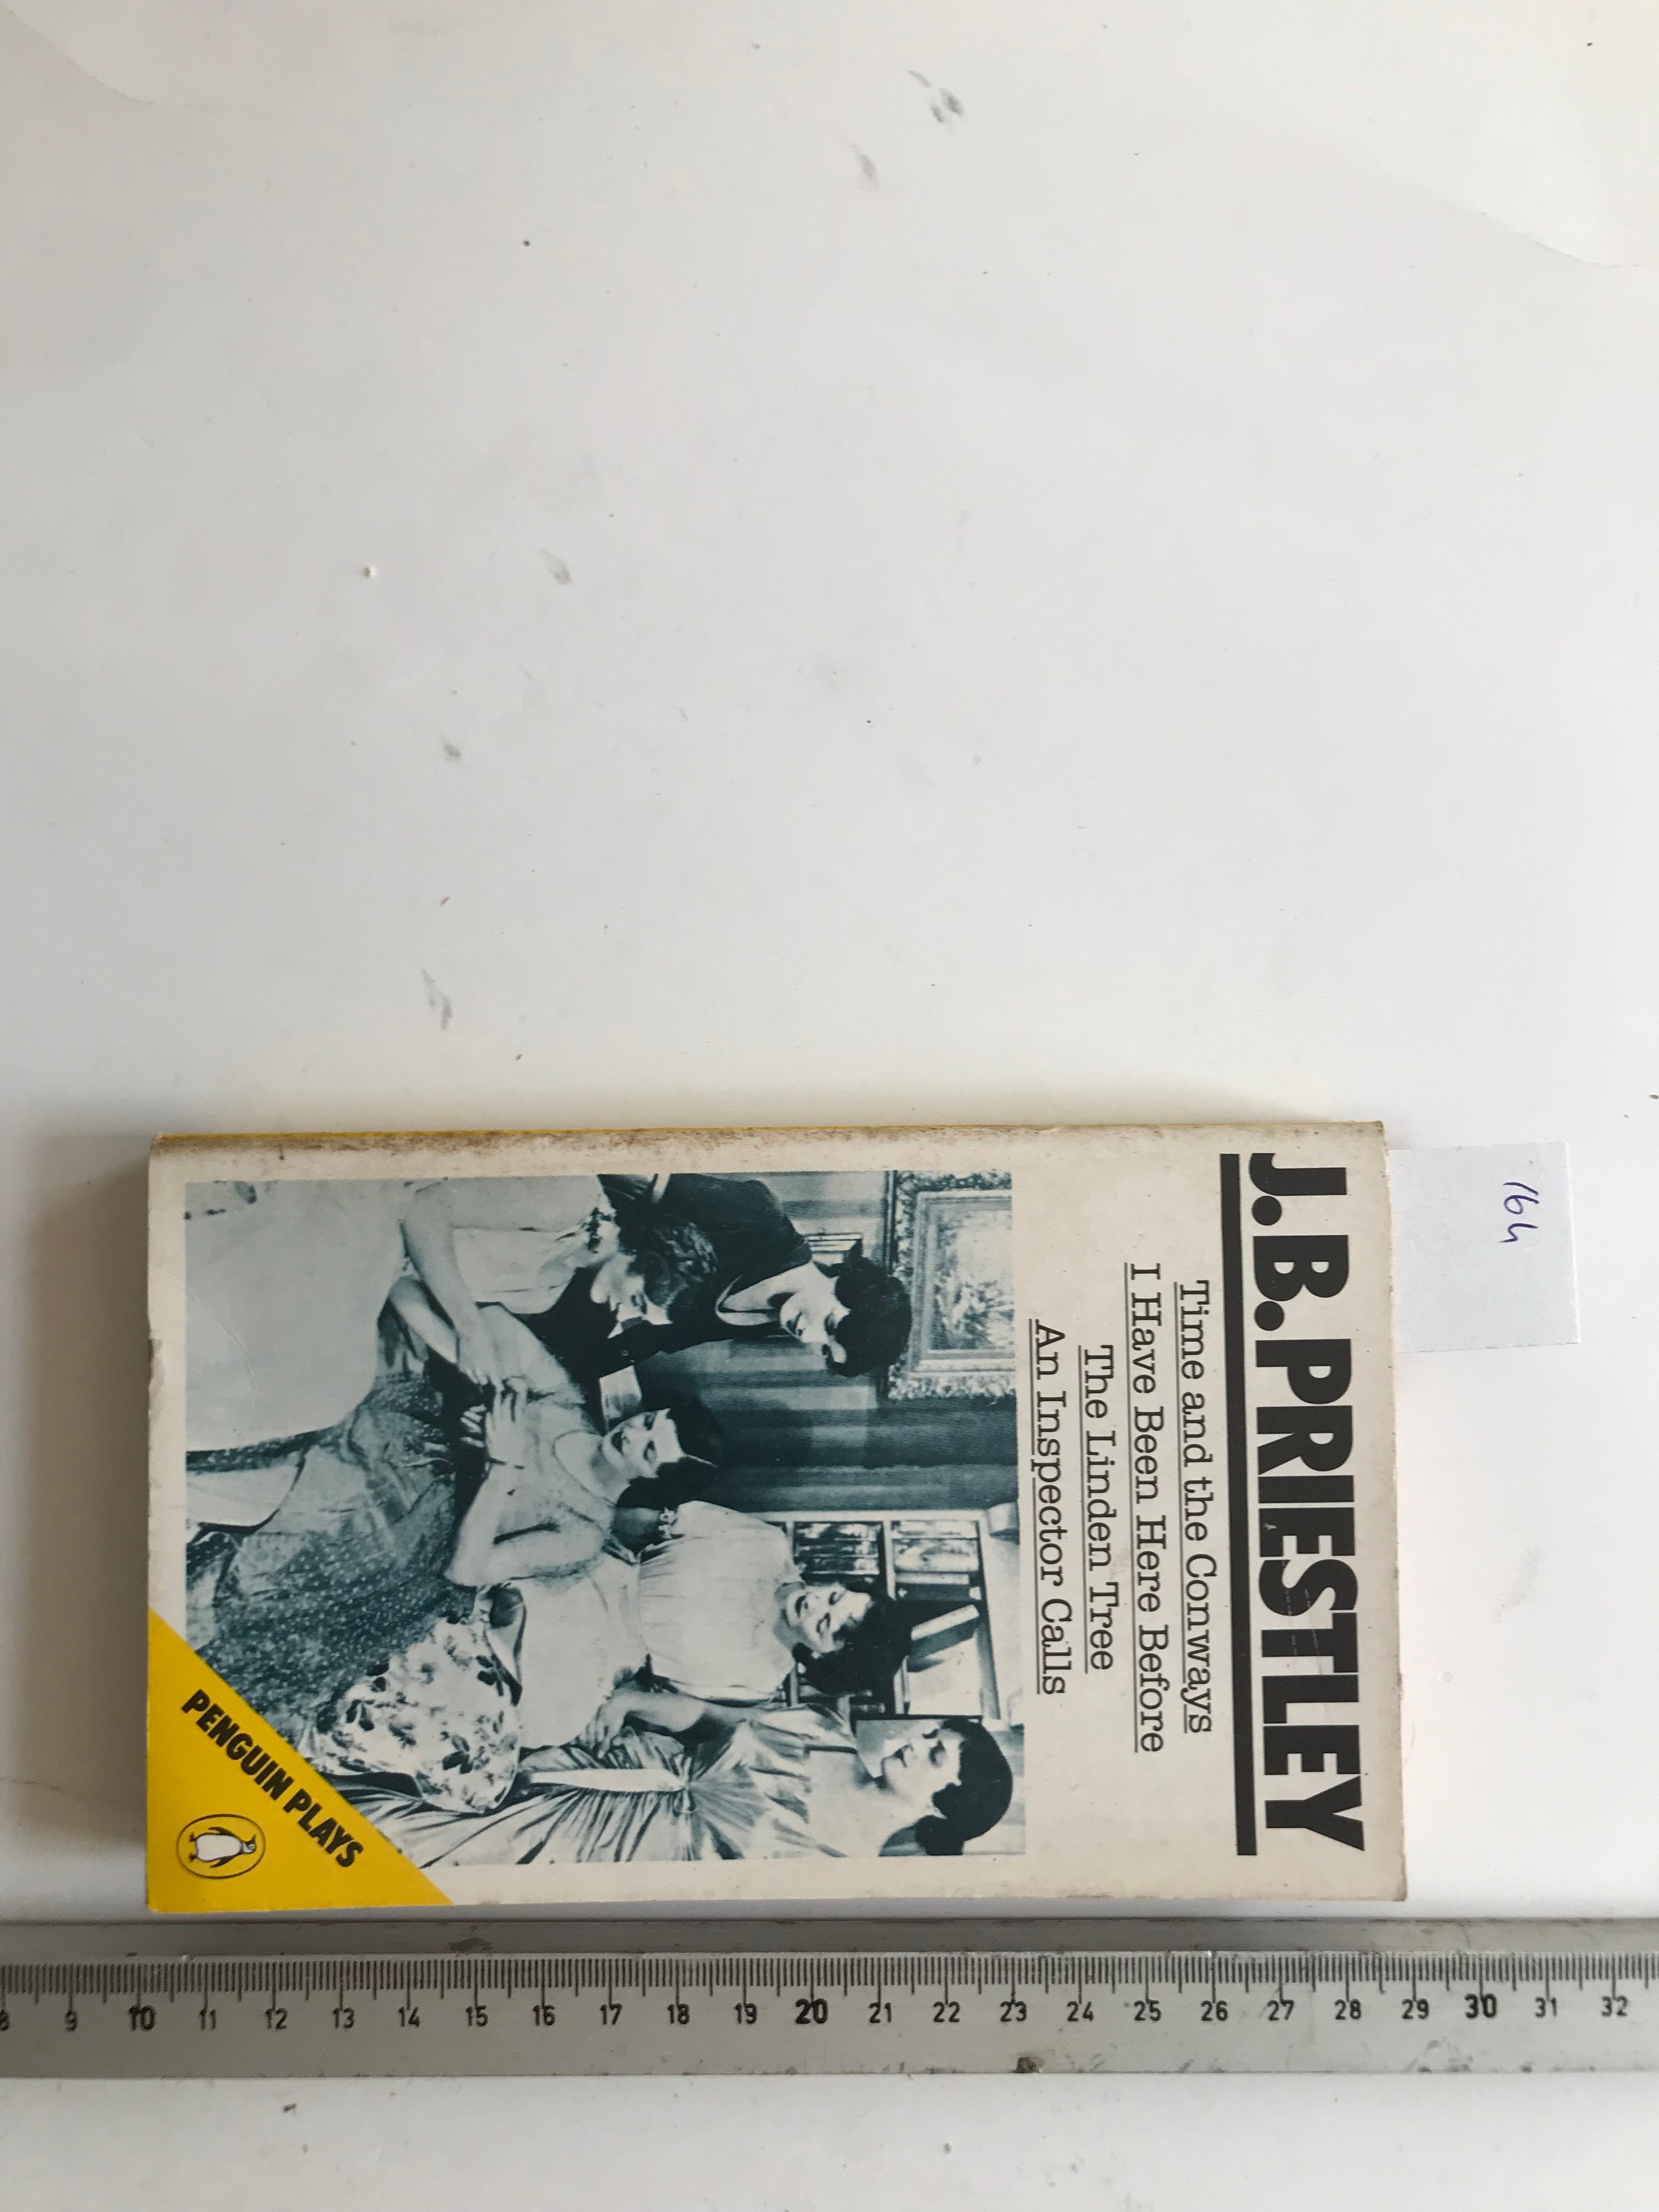 164
J.B.PRIESTLEY
Time and the Conways
I Have Been Here Before
The Linden Tree
An Inspector Calls
PENGUIN PLAYS
8 9 10 11 12 13 14 15 16 17 18 19 20 21 22 23 24 25 26 27 28 29 30 31 32